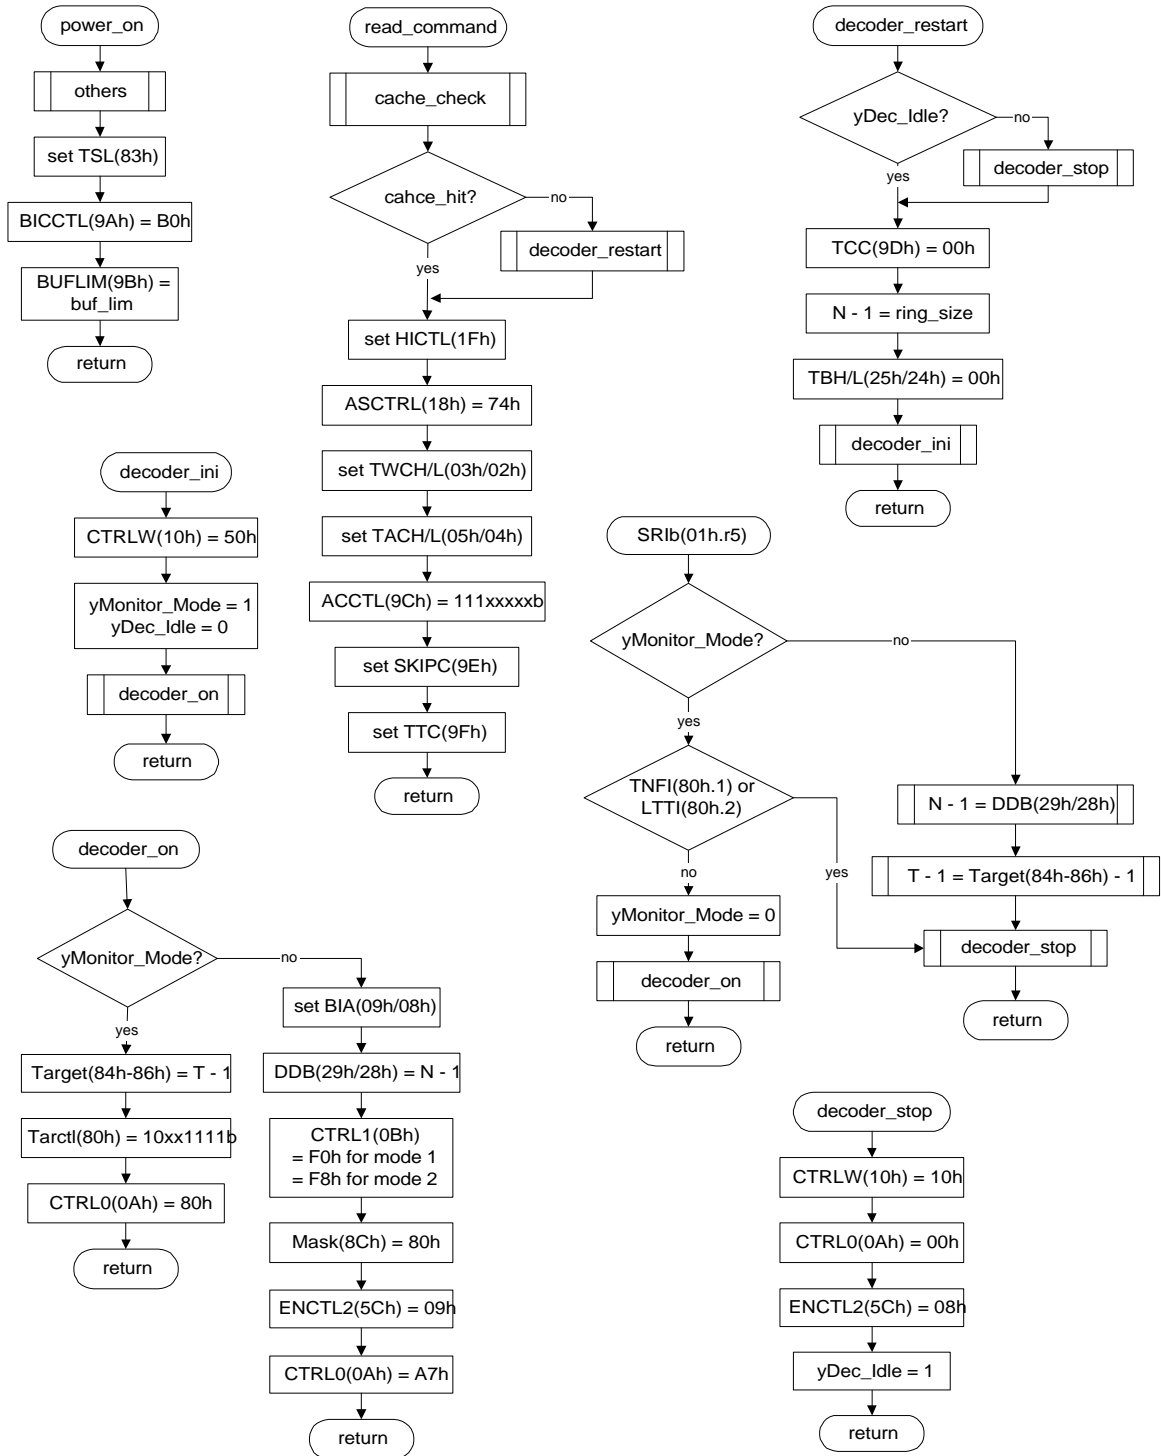 power_on
others
set TSL(83h)
BICCTL(9Ah) = B0h
BUFLIM(9Bh) =
buf_lim
return
read_command
cache_check
cahce_hit?
no
decoder_restart
yes
set HICTL(1Fh)
ASCTRL(18h) = 74h
set TWCH/L(03h/02h)
set TACH/L(05h/04h)
ACCTL(9Ch) = 111xxxxxb
set SKIPC(9Eh)
set TTC(9Fh)
return
decoder_restart
yDec_Idle?
no
decoder_stop
yes
TCC(9Dh) = 00h
N - 1 = ring_size
TBH/L(25h/24h) = 00h
decoder_ini
return
decoder_ini
CTRLW(10h) = 50h
yMonitor_Mode = 1
yDec_Idle = 0
decoder_on
return
SRIb(01h.r5)
yMonitor_Mode?
no
yes
TNFI(80h.1) or
LTTI(80h.2)
yes
no
yMonitor_Mode = 0
decoder_on
return
N - 1 = DDB(29h/28h)
T - 1 = Target(84h-86h) - 1
decoder_stop
return
decoder_on
yMonitor_Mode?
no
yes
Target(84h-86h) = T - 1
Tarctl(80h) = 10xx1111b
CTRL0(0Ah) = 80h
return
set BIA(09h/08h)
DDB(29h/28h) = N - 1
CTRL1(0Bh)
= F0h for mode 1
= F8h for mode 2
Mask(8Ch) = 80h
ENCTL2(5Ch) = 09h
CTRL0(0Ah) = A7h
return
decoder_stop
CTRLW(10h) = 10h
CTRL0(0Ah) = 00h
ENCTL2(5Ch) = 08h
yDec_Idle = 1
return